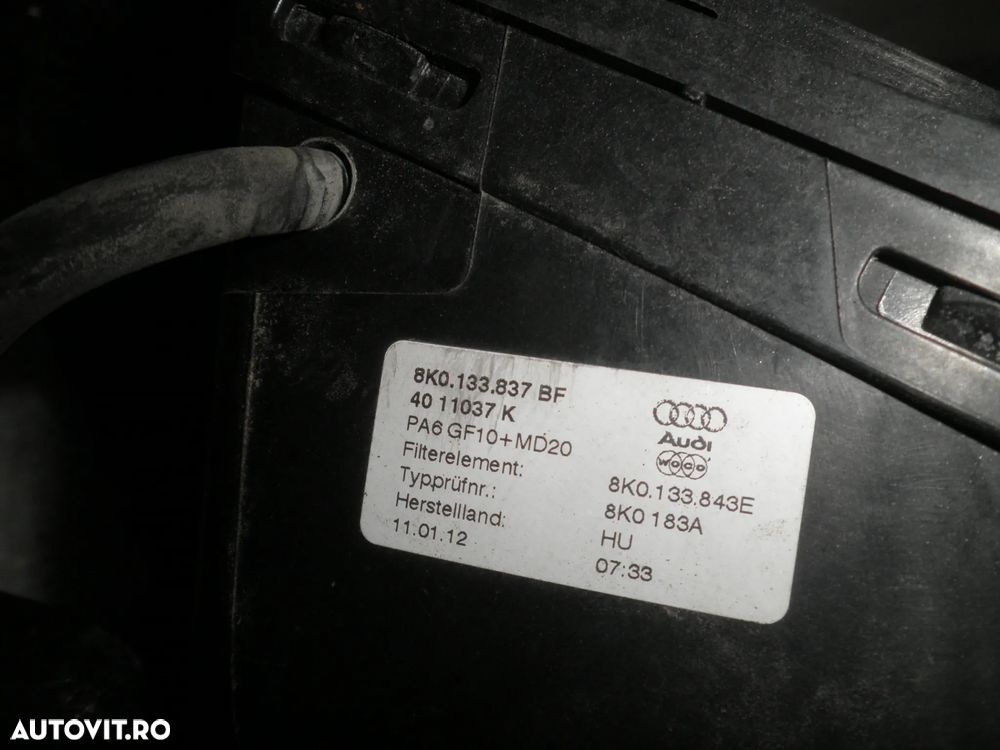 8K0.133.837 BF
40 11037 K
PA6 GF10+MD20
Filterelement: 8K0.133.843E
Typprüfnr.: 8K0 183A
Herstellland: HU
11.01.12 07:33
Audi
WOCO
AUTOVIT.RO